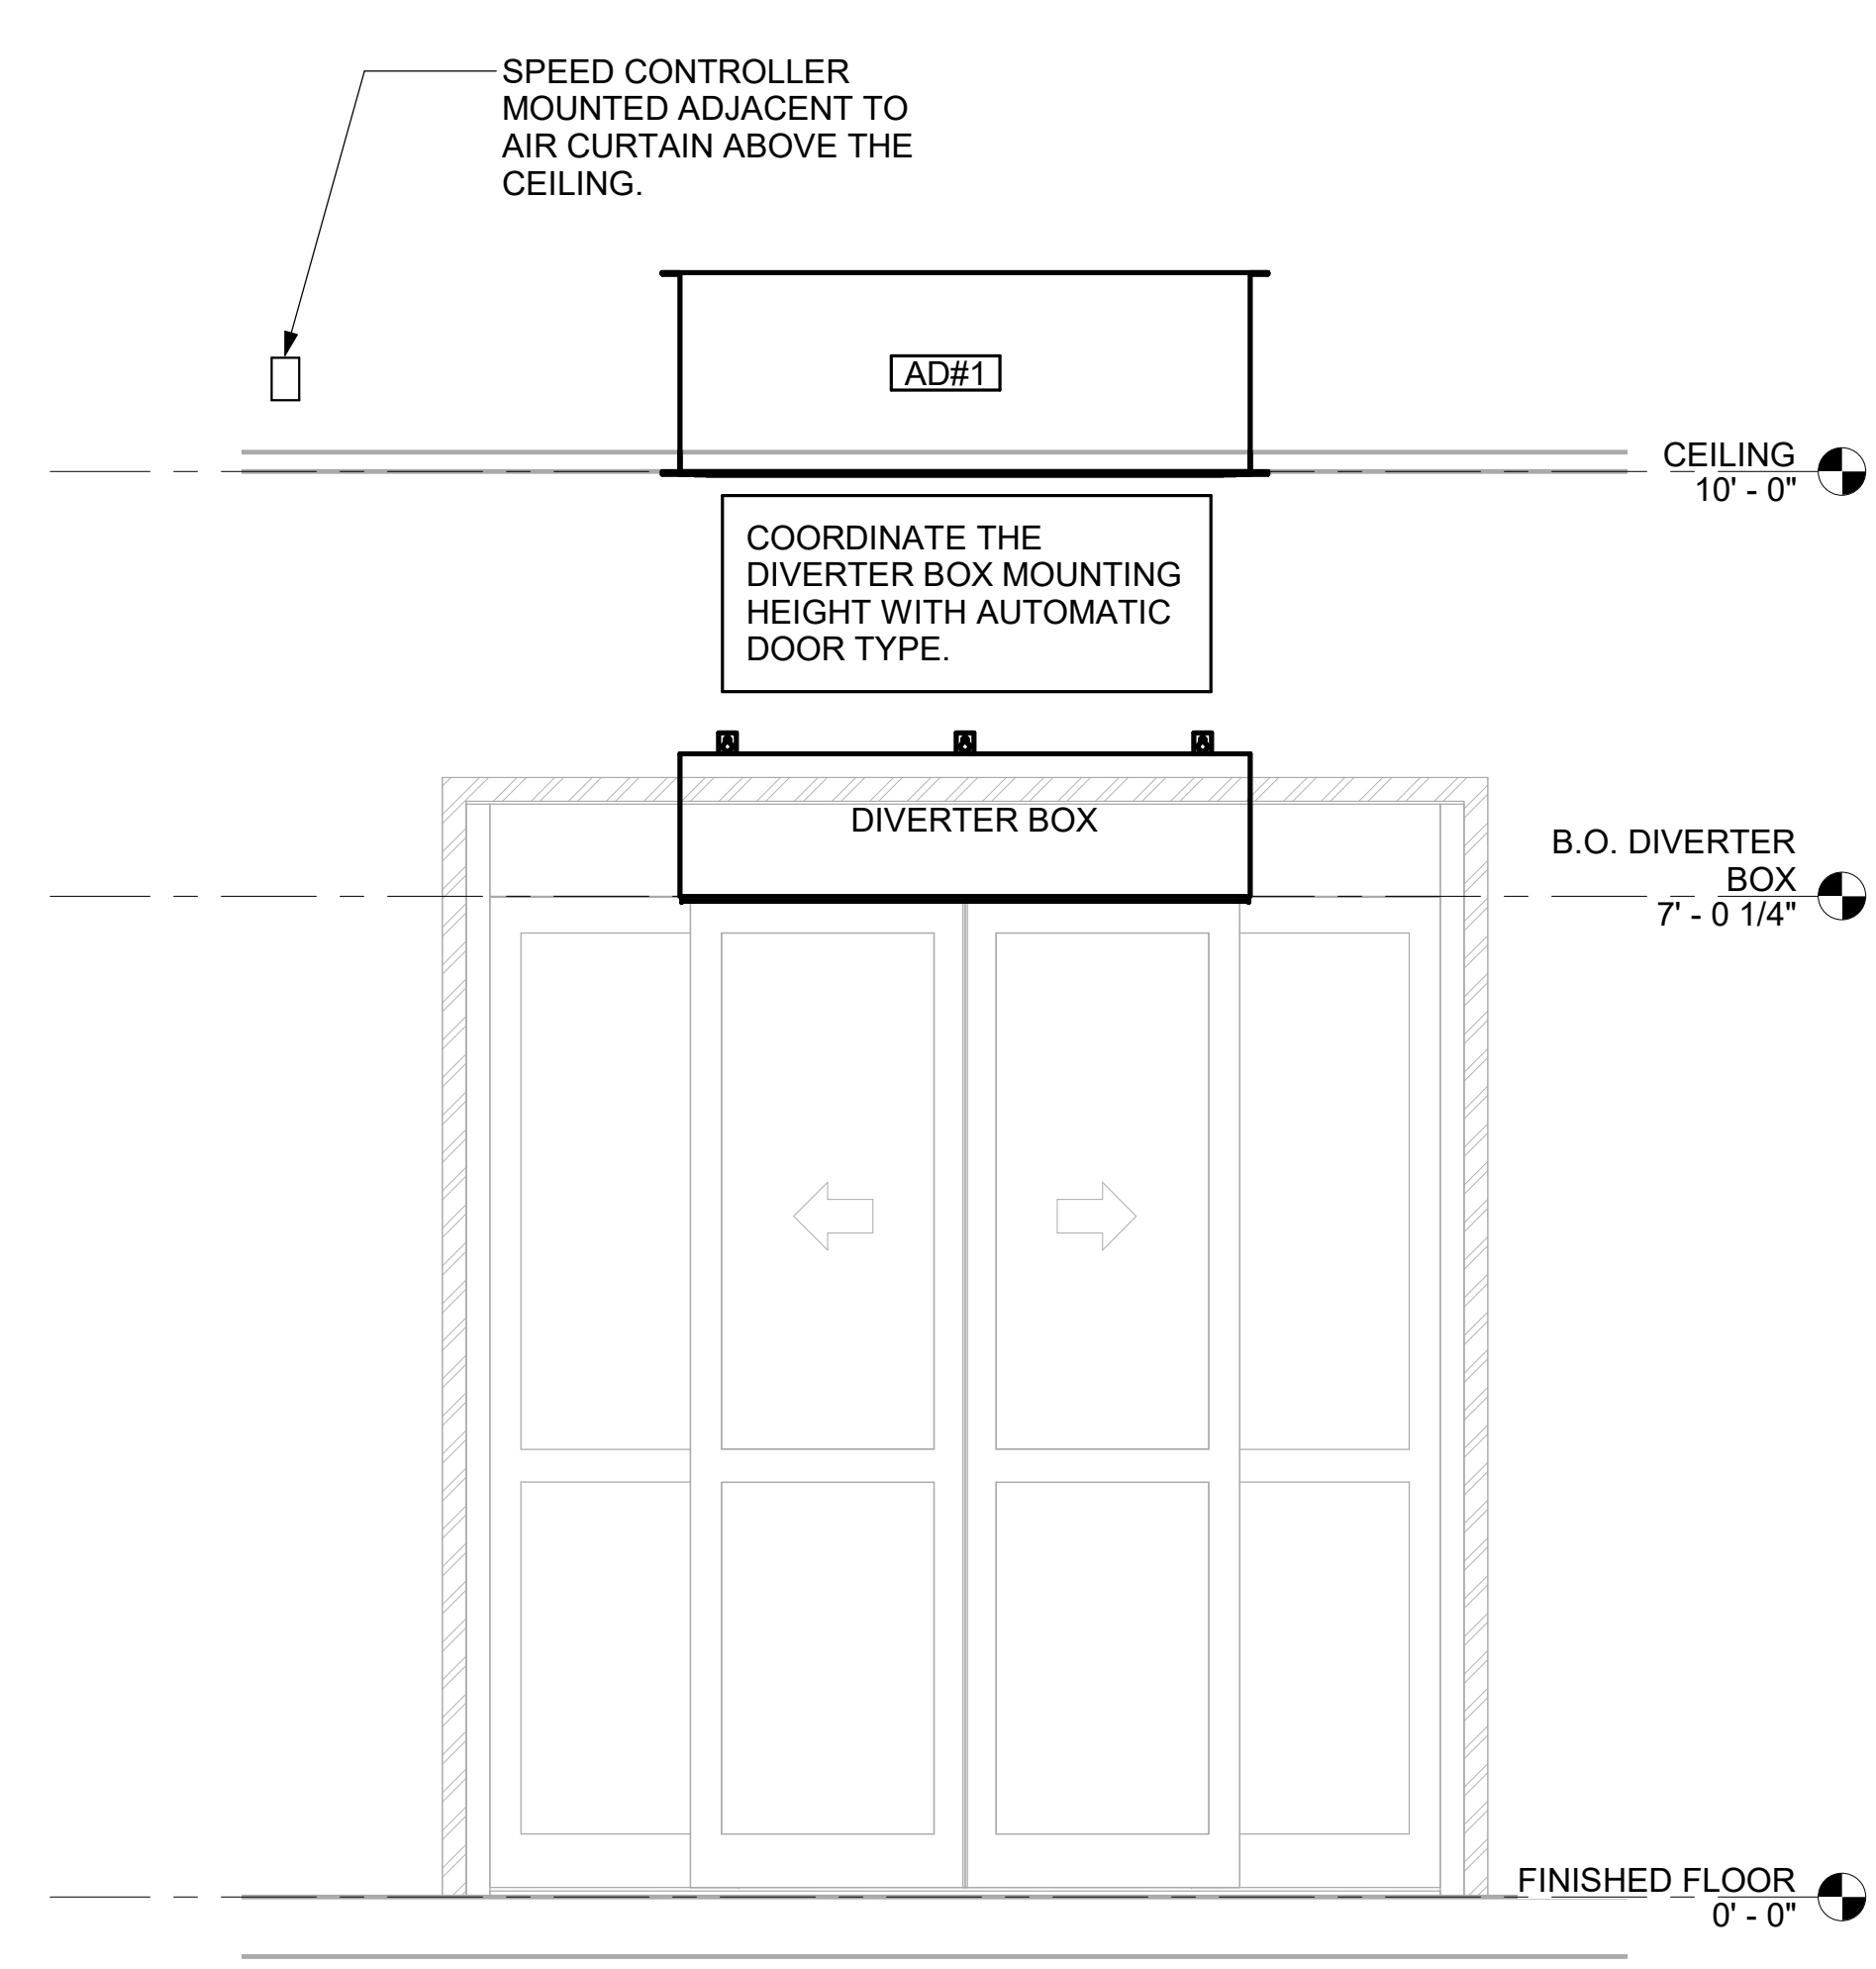 SPEED CONTROLLER
MOUNTED ADJACENT TO
AIR CURTAIN ABOVE THE
CEILING.
AD#1
CEILING
10' - 0"
COORDINATE THE
DIVERTER BOX MOUNTING
HEIGHT WITH AUTOMATIC
DOOR TYPE.
DIVERTER BOX
B.O. DIVERTER
BOX
7' - 0 1/4"
FINISHED FLOOR
0' - 0"